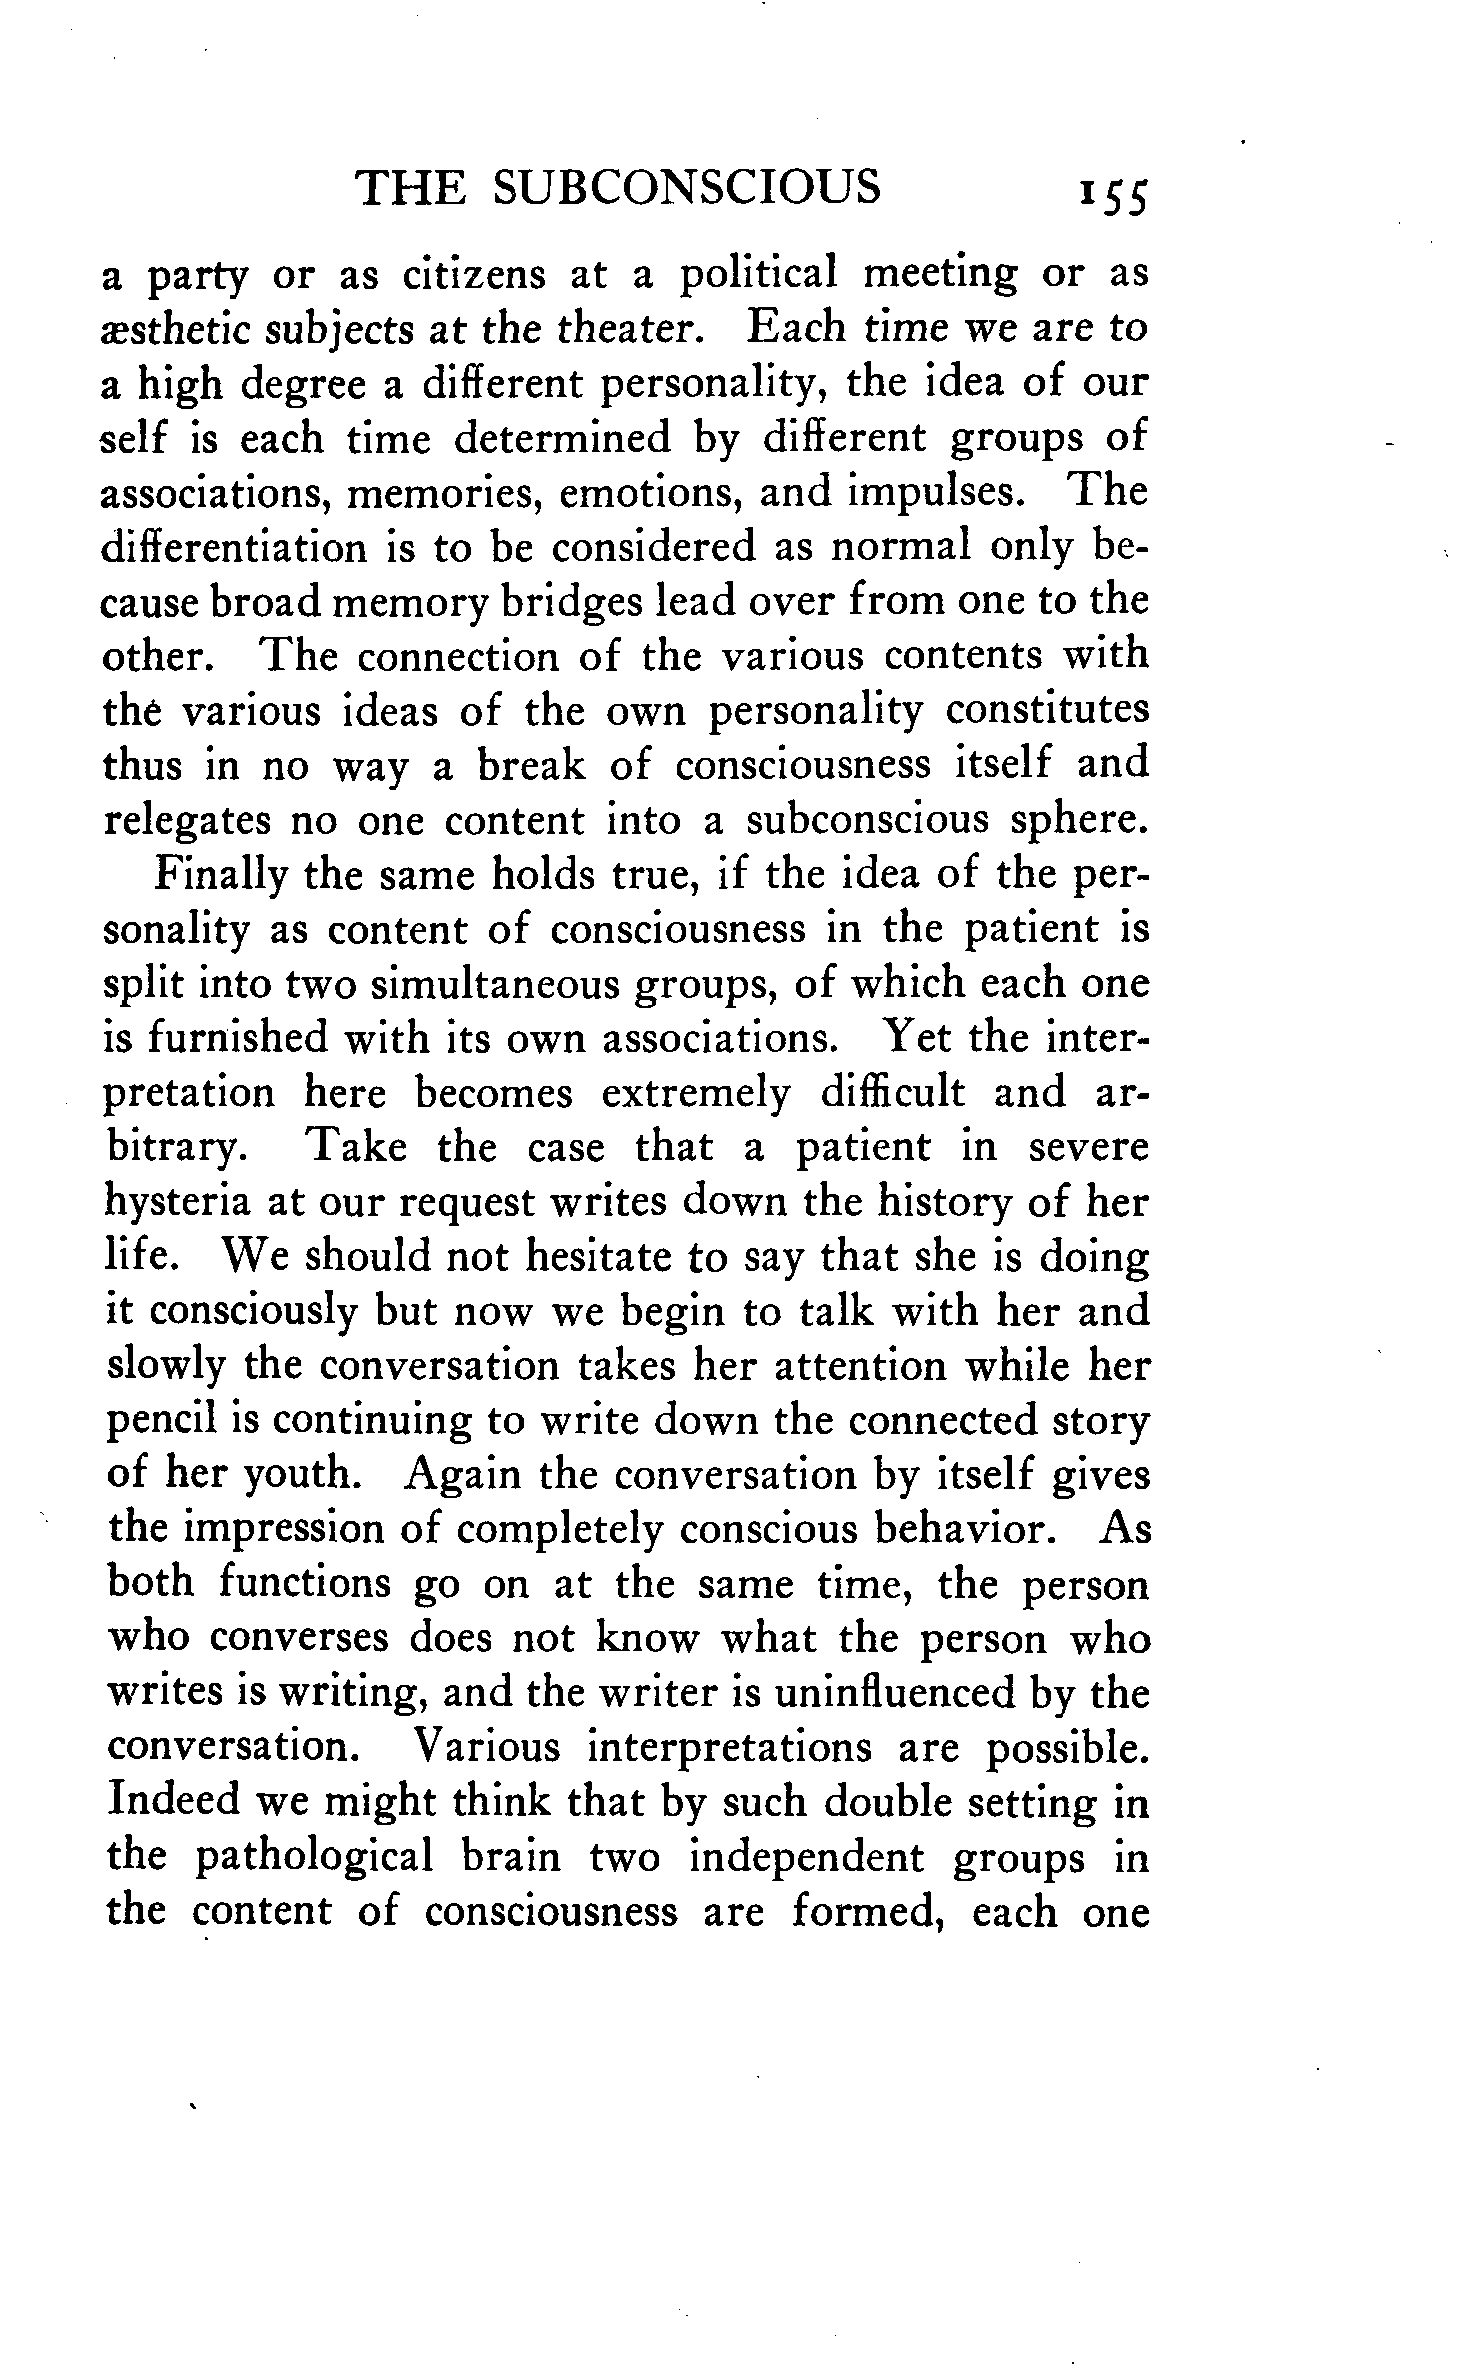 THE SUBCONSCIOUS 155
a party or as citizens at a political meeting or as
æsthetic subjects at the theater. Each time we are to
a high degree a different personality, the idea of our
self is each time determined by different groups of
associations, memories, emotions, and impulses. The
differentiation is to be considered as normal only be-
cause broad memory bridges lead over from one to the
other. The connection of the various contents with
the various ideas of the own personality constitutes
thus in no way a break of consciousness itself and
relegates no one content into a subconscious sphere.
Finally the same holds true, if the idea of the per-
sonality as content of consciousness in the patient is
split into two simultaneous groups, of which each one
is furnished with its own associations. Yet the inter-
pretation here becomes extremely difficult and ar-
bitrary. Take the case that a patient in severe
hysteria at our request writes down the history of her
life. We should not hesitate to say that she is doing
it consciously but now we begin to talk with her and
slowly the conversation takes her attention while her
pencil is continuing to write down the connected story
of her youth. Again the conversation by itself gives
the impression of completely conscious behavior. As
both functions go on at the same time, the person
who converses does not know what the person who
writes is writing, and the writer is uninfluenced by the
conversation. Various interpretations are possible.
Indeed we might think that by such double setting in
the pathological brain two independent groups in
the content of consciousness are formed, each one